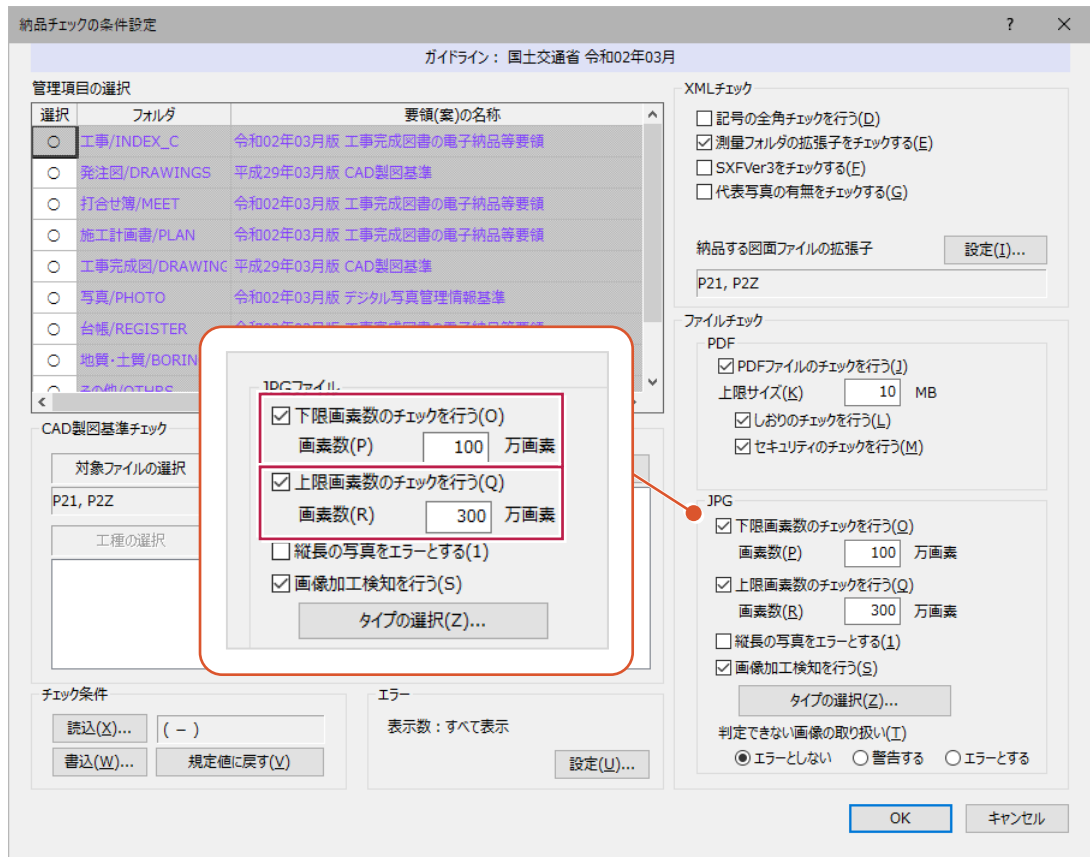 納品チェックの条件設定
? ×
ガイドライン： 国土交通省 令和02年03月
管理項目の選択
選択 フォルダ 要領(案)の名称
○ 工事/INDEX_C 令和02年03月版 工事完成図書の電子納品等要領
○ 発注図/DRAWINGS 平成29年03月版 CAD製図基準
○ 打合せ簿/MEET 令和02年03月版 工事完成図書の電子納品等要領
○ 施工計画書/PLAN 令和02年03月版 工事完成図書の電子納品等要領
○ 工事完成図/DRAWING 平成29年03月版 CAD製図基準
○ 写真/PHOTO 令和02年03月版 デジタル写真管理情報基準
○ 台帳/REGISTER
○ 地質・土質/BORIN
○ その他/OTHRS
CAD製図基準チェック
対象ファイルの選択
P21, P2Z
工種の選択
JPGファイル
下限画素数のチェックを行う(O)
画素数(P) 100 万画素
上限画素数のチェックを行う(Q)
画素数(R) 300 万画素
縦長の写真をエラーとする(1)
画像加工検知を行う(S)
タイプの選択(Z)...
チェック条件
読込(X)... ( － )
書込(W)... 規定値に戻す(V)
エラー
表示数：すべて表示
設定(U)...
XMLチェック
記号の全角チェックを行う(D)
測量フォルダの拡張子をチェックする(E)
SXFVer3をチェックする(F)
代表写真の有無をチェックする(G)
納品する図面ファイルの拡張子 設定(I)...
P21, P2Z
ファイルチェック
PDF
PDFファイルのチェックを行う(J)
上限サイズ(K) 10 MB
しおりのチェックを行う(L)
セキュリティのチェックを行う(M)
JPG
下限画素数のチェックを行う(O)
画素数(P) 100 万画素
上限画素数のチェックを行う(Q)
画素数(R) 300 万画素
縦長の写真をエラーとする(1)
画像加工検知を行う(S)
タイプの選択(Z)...
判定できない画像の取り扱い(T)
エラーとしない 警告する エラーとする
OK キャンセル